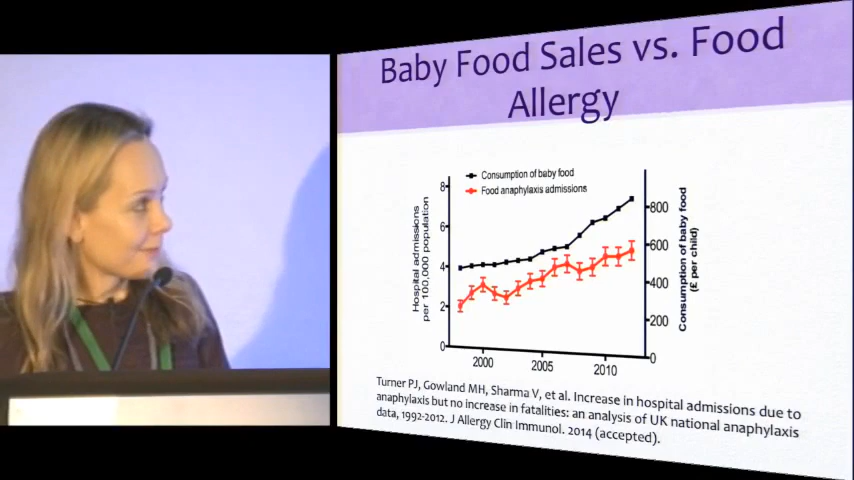 Baby Food Sales vs. Food
Allergy
Consumption of baby food
Food anaphylaxis admissions
Hospital admissions
per 100,000 population
8
6
4
2
0
2000
2005
2010
800
600
400
200
0
Consumption of baby food
(£ per child)
Turner PJ, Gowland MH, Sharma V, et al. Increase in hospital admissions due to
anaphylaxis but no increase in fatalities: an analysis of UK national anaphylaxis
data, 1992-2012. J Allergy Clin Immunol. 2014 (accepted).